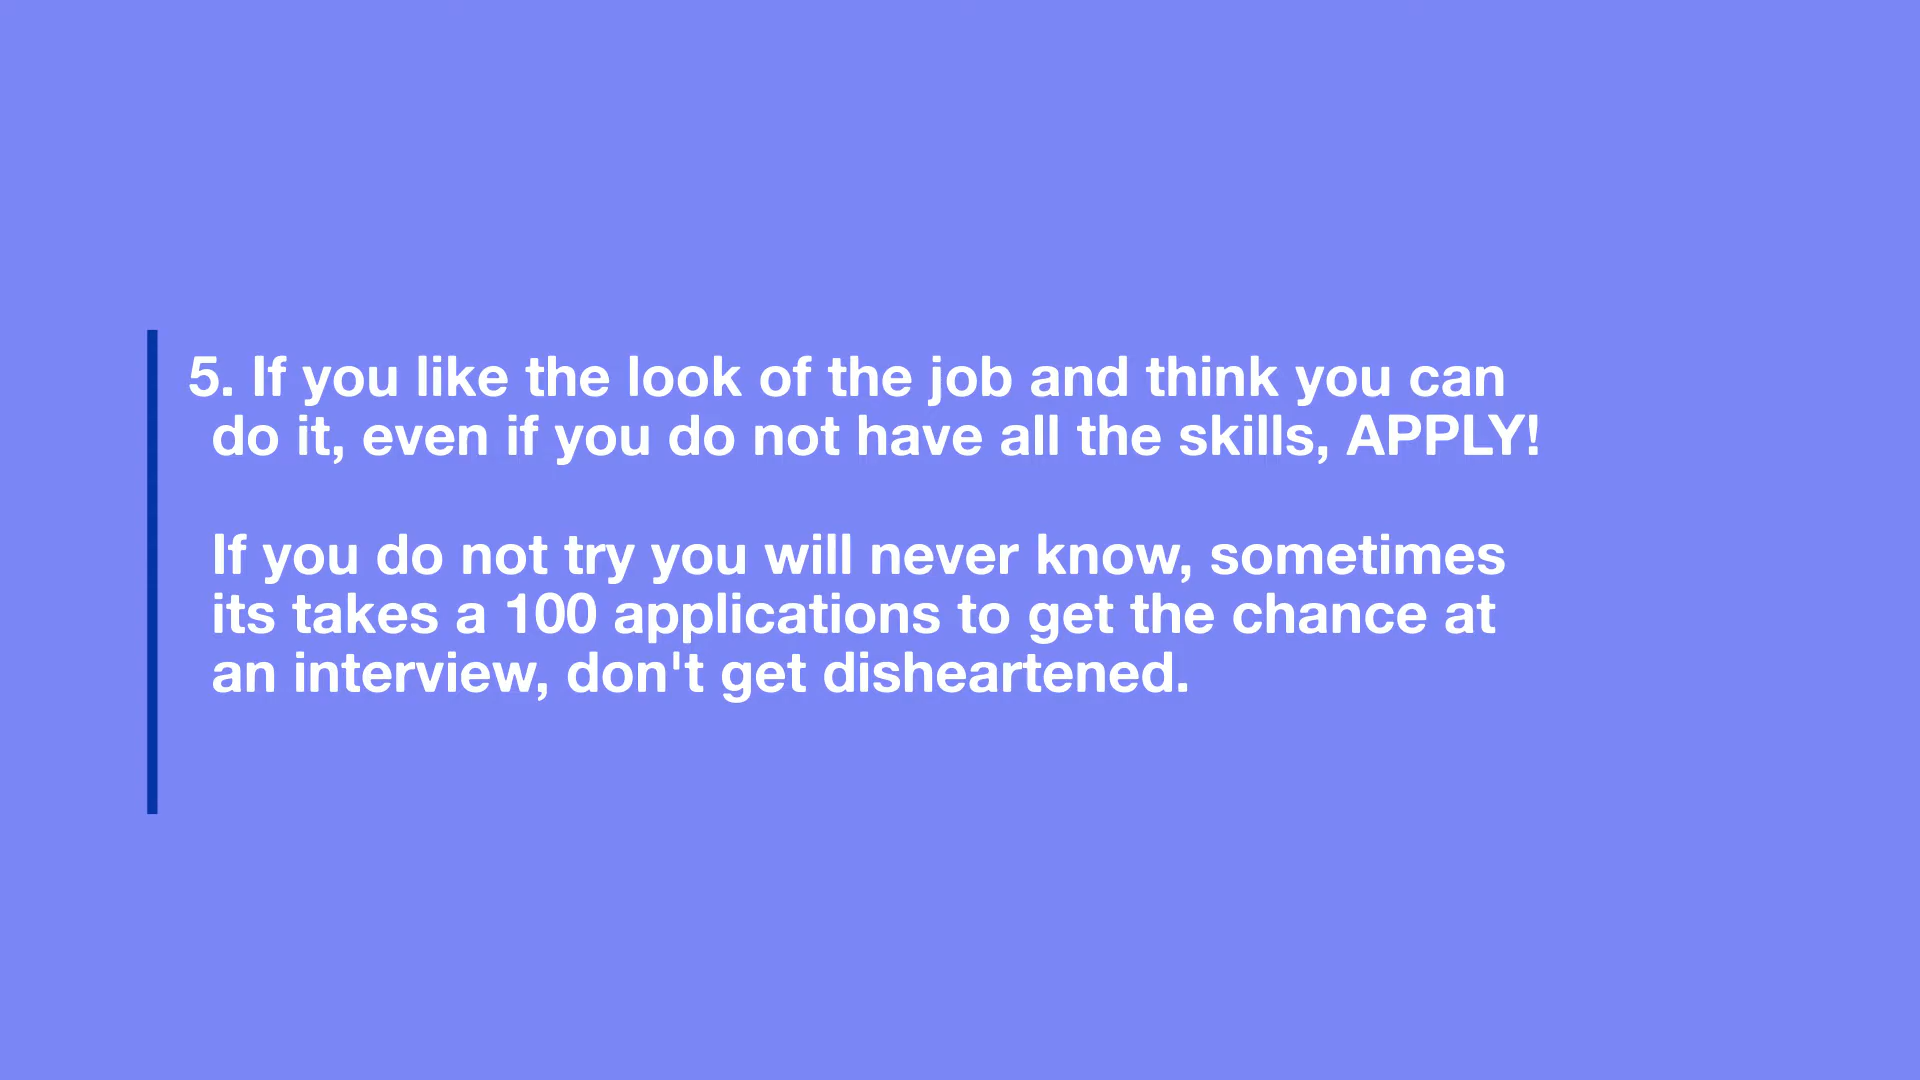 5. If you like the look of the job and think you can
do it, even if you do not have all the skills, APPLY!
If you do not try you will never know, sometimes
its takes a 100 applications to get the chance at
an interview, don't get disheartened.